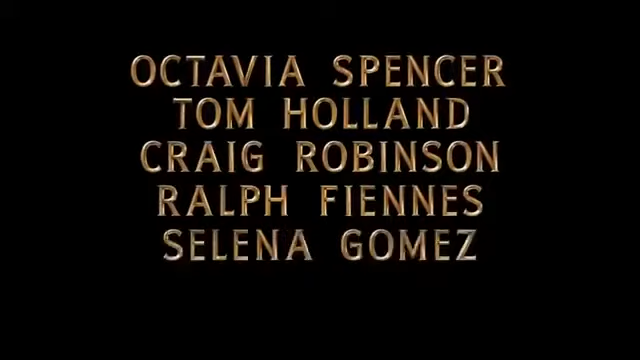 OCTAVIA SPENCER
TOM HOLLAND
CRAIG ROBINSON
RALPH FIENNES
SELENA GOMEZ